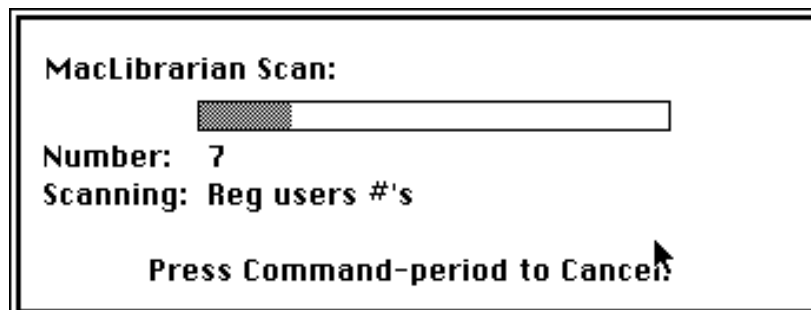 MacLibrarian Scan:
Number: 7
Scanning: Reg users #'s
Press Command-period to Cancel.